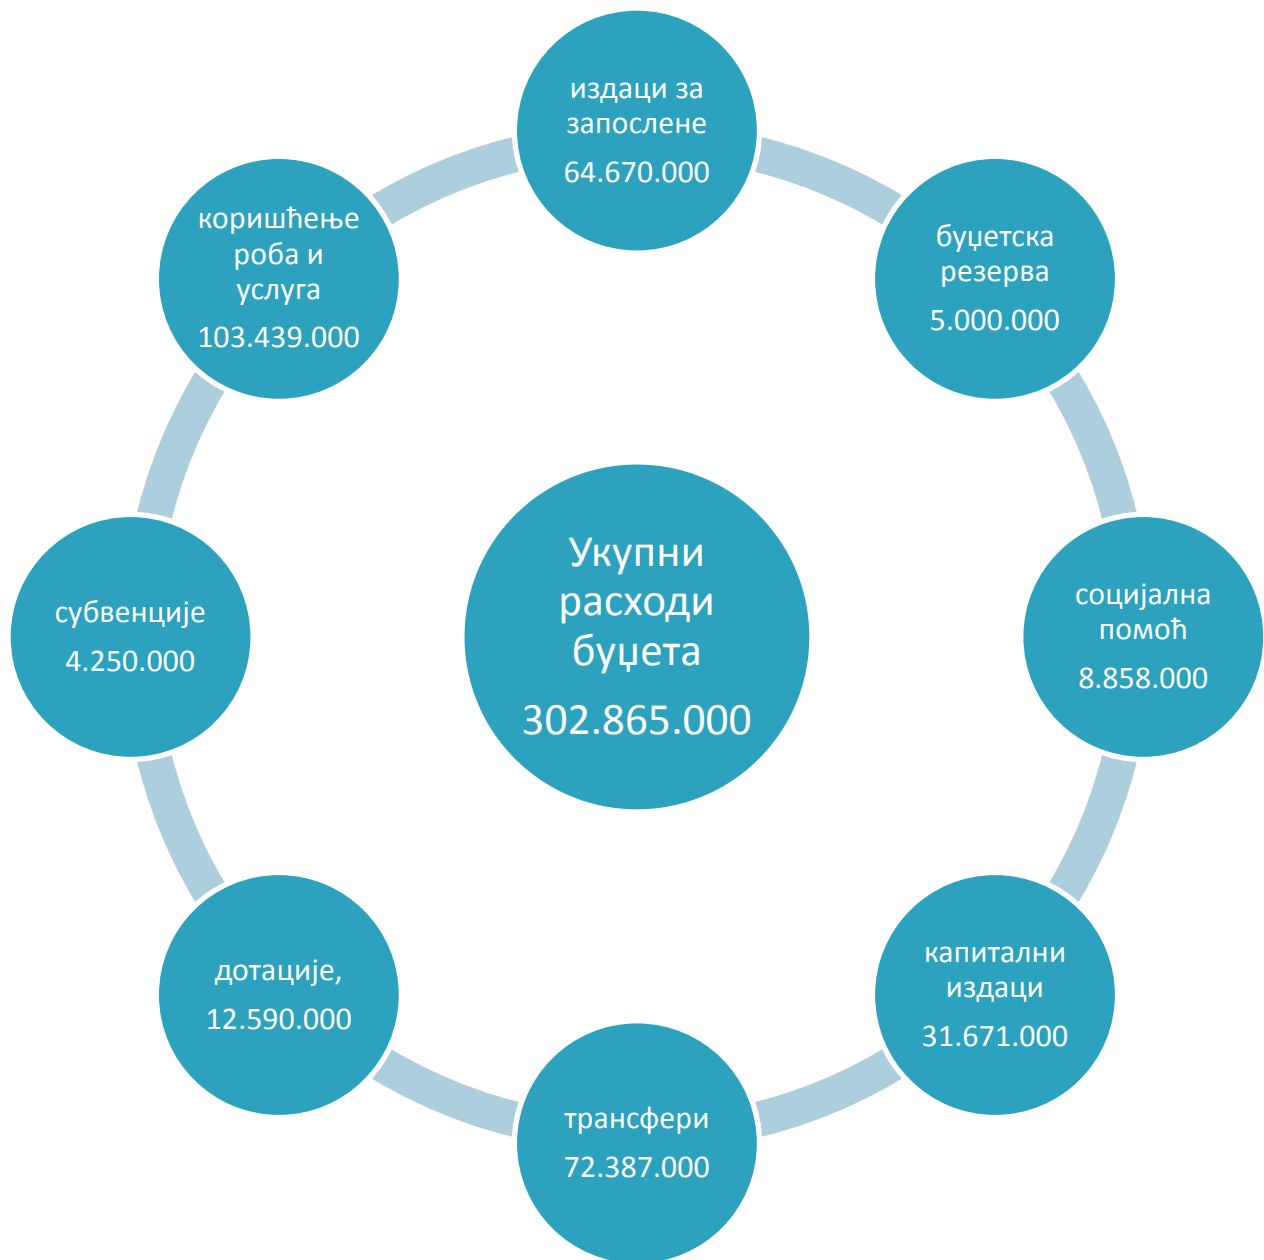 издаци за
запослене
64.670.000
буџетска
резерва
5.000.000
социјална
помоћ
8.858.000
капитални
издаци
31.671.000
трансфери
72.387.000
дотације,
12.590.000
субвенције
4.250.000
коришћење
роба и
услуга
103.439.000
Укупни
расходи
буџета
302.865.000